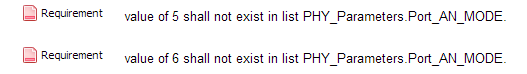 Requirement value of 5 shall not exist in list PHY_Parameters.Port_AN_MODE.
Requirement value of 6 shall not exist in list PHY_Parameters.Port_AN_MODE.